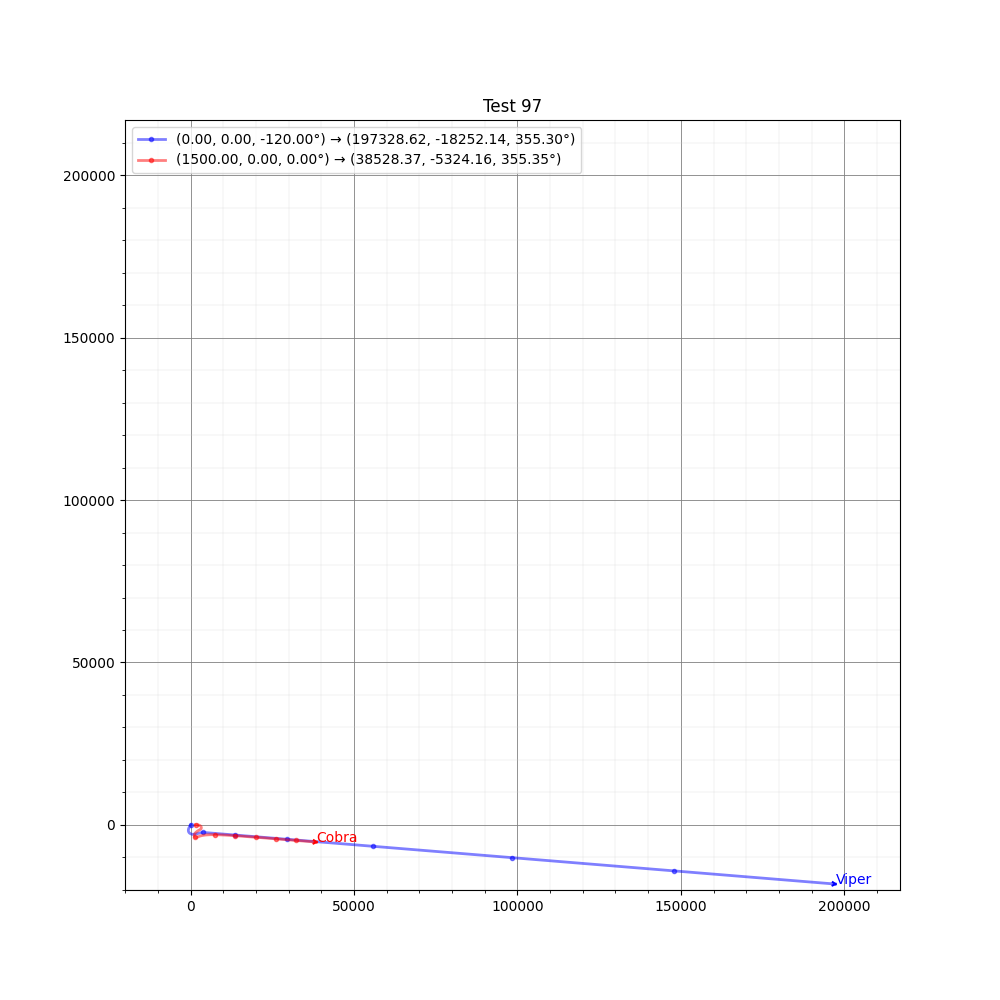 Test 97
(0.00, 0.00, -120.00°) → (197328.62, -18252.14, 355.30°)
(1500.00, 0.00, 0.00°) → (38528.37, -5324.16, 355.35°)
200000
150000
100000
50000
0
Cobra
Viper
0 50000 100000 150000 200000